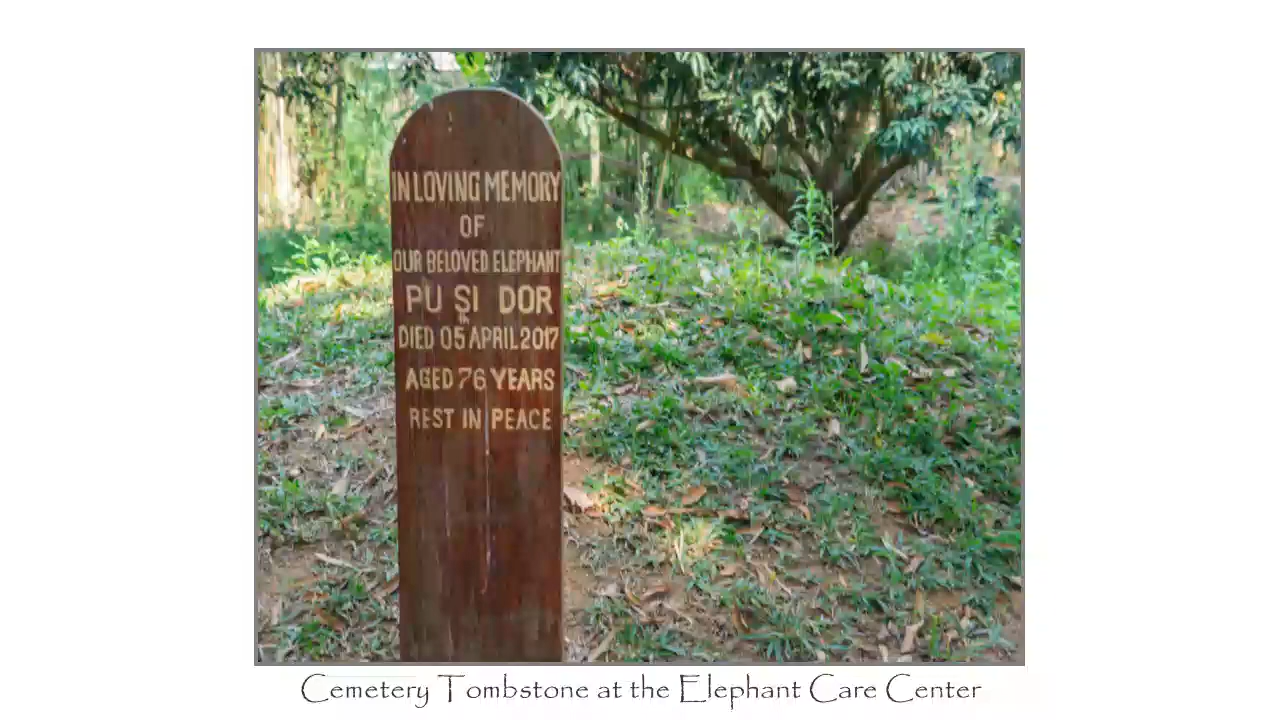 IN LOVING MEMORY
OF
OUR BELOVED ELEPHANT
PU SI DOR
DIED 05 TH APRIL 2017
AGED 76 YEARS
REST IN PEACE
Cemetery Tombstone at the Elephant Care Center